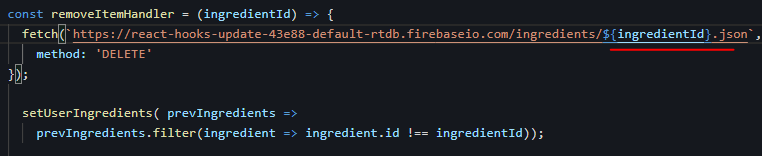 const removeItemHandler = (ingredientId) => {
fetch(`https://react-hooks-update-43e88-default-rtdb.firebaseio.com/ingredients/${ingredientId}.json`,
method: 'DELETE'
});
setUserIngredients( prevIngredients =>
prevIngredients.filter(ingredient => ingredient.id !== ingredientId));